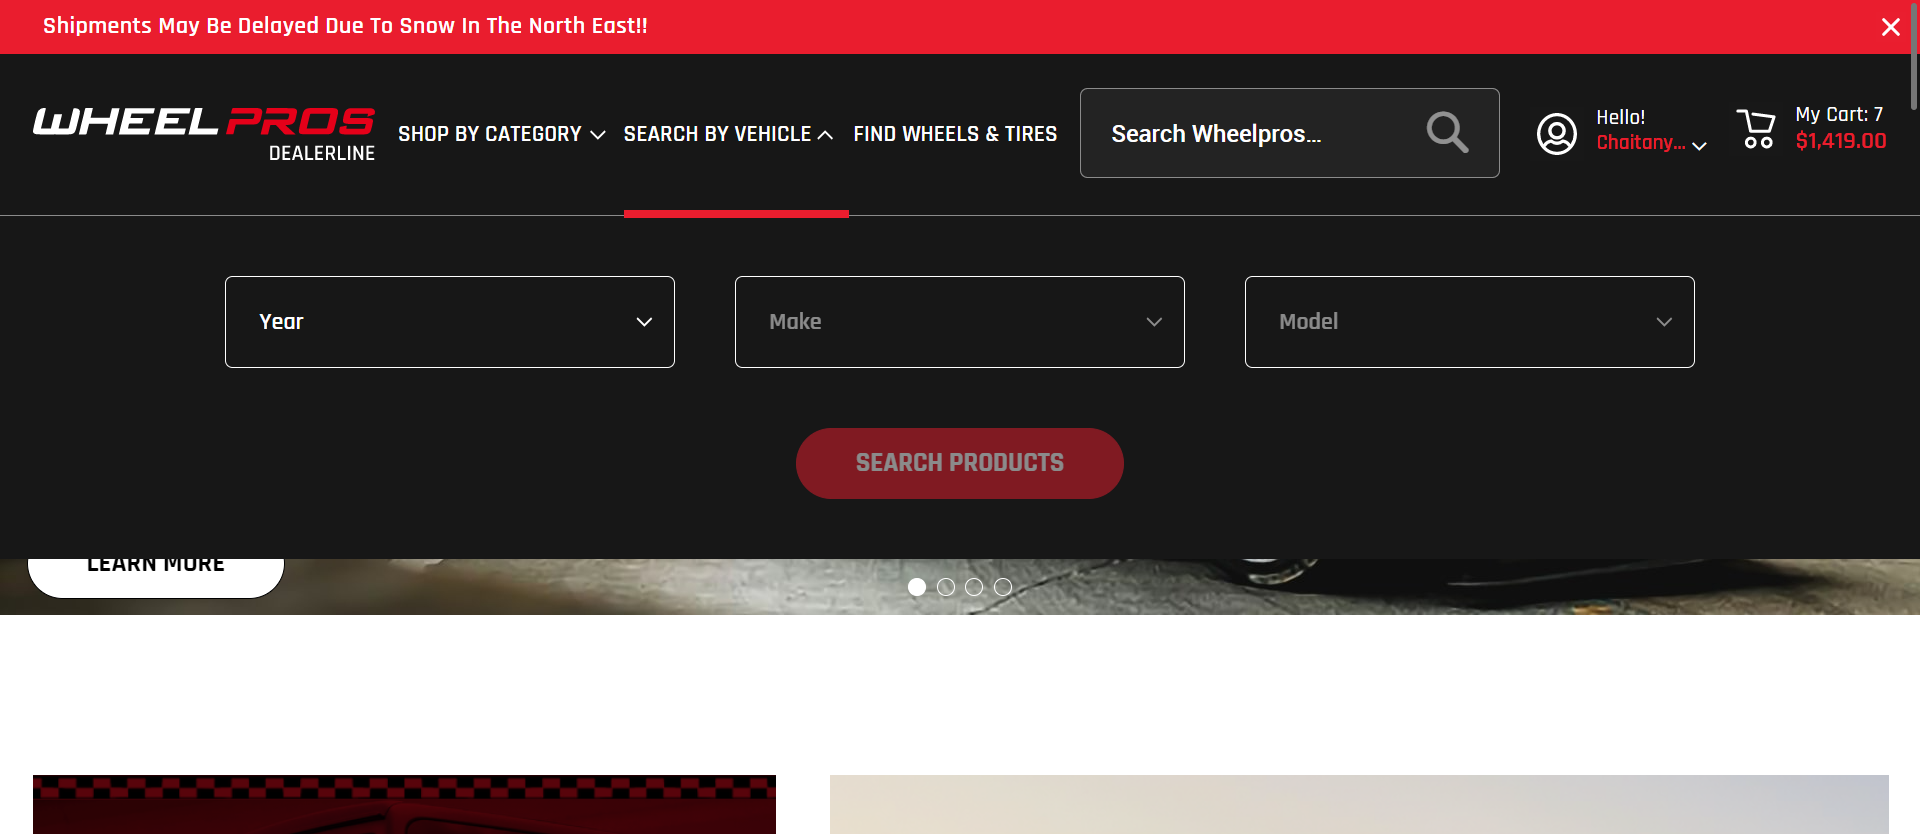 Shipments May Be Delayed Due To Snow In The North East!!
WHEEL PROS
DEALERLINE
SHOP BY CATEGORY
SEARCH BY VEHICLE
FIND WHEELS & TIRES
Search Wheelpros...
Hello!
Chaitany...
My Cart: 7
$1,419.00
Year
Make
Model
SEARCH PRODUCTS
LEARN MORE